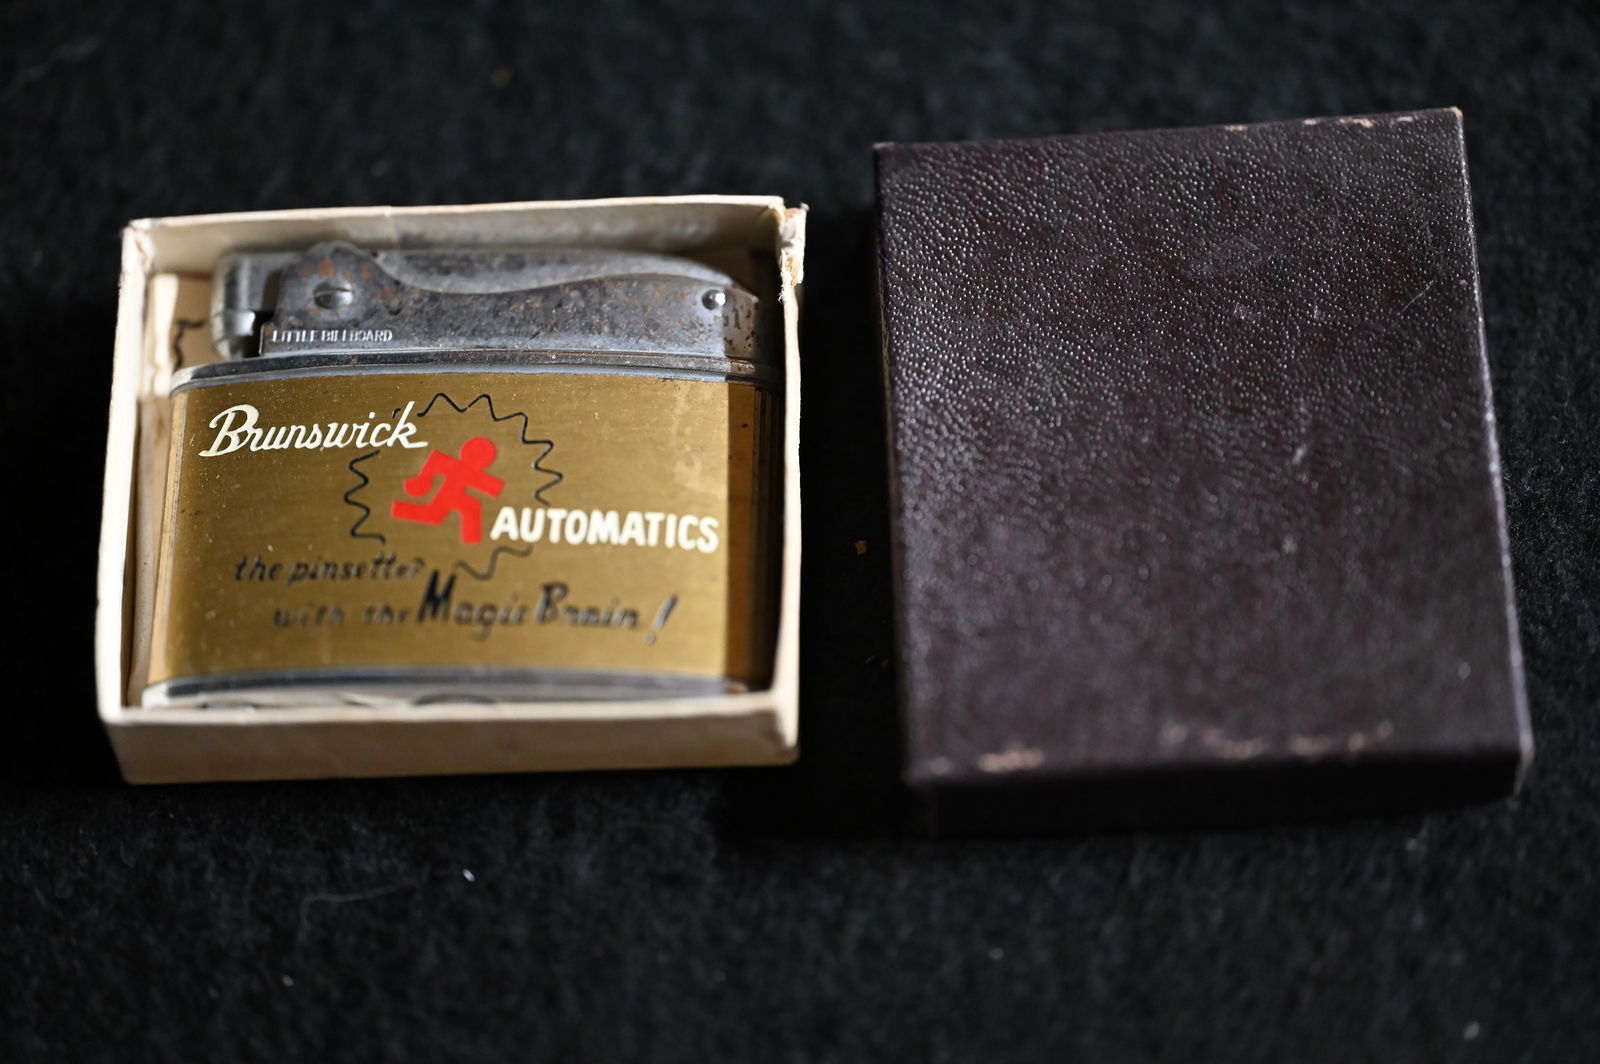 LITTLE BILLBOARD
Brunswick
AUTOMATICS
the pinsetter
with the Magic Brain!